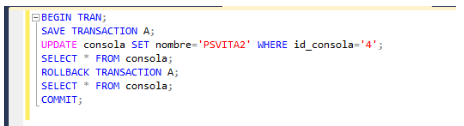 BEGIN TRAN;
SAVE TRANSACTION A;
UPDATE consola SET nombre='PSVITA2' WHERE id_consola='4';
SELECT * FROM consola;
ROLLBACK TRANSACTION A;
SELECT * FROM consola;
COMMIT;